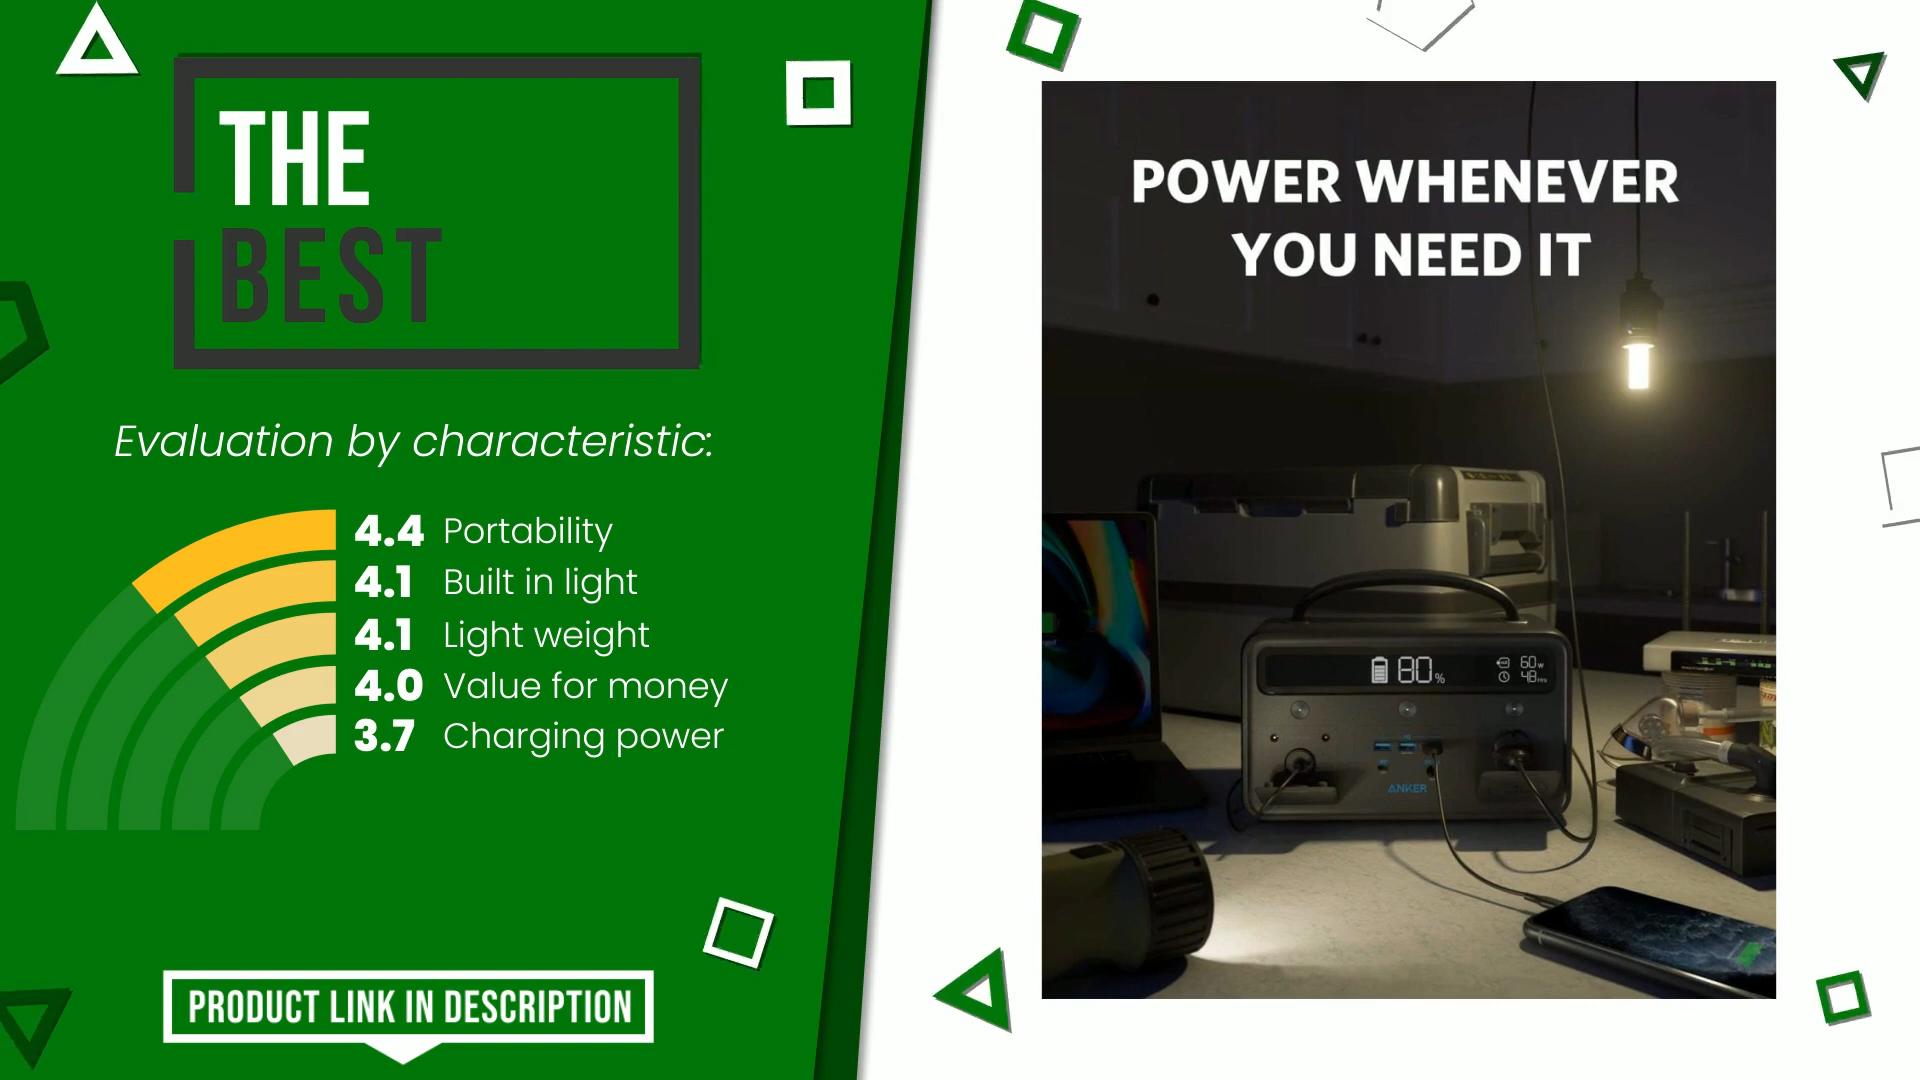 THE
BEST
Evaluation by characteristic:
4.4 Portability
4.1 Built in light
4.1 Light weight
4.0 Value for money
3.7 Charging power
PRODUCT LINK IN DESCRIPTION
POWER WHENEVER
YOU NEED IT
80%
60w
ANKER